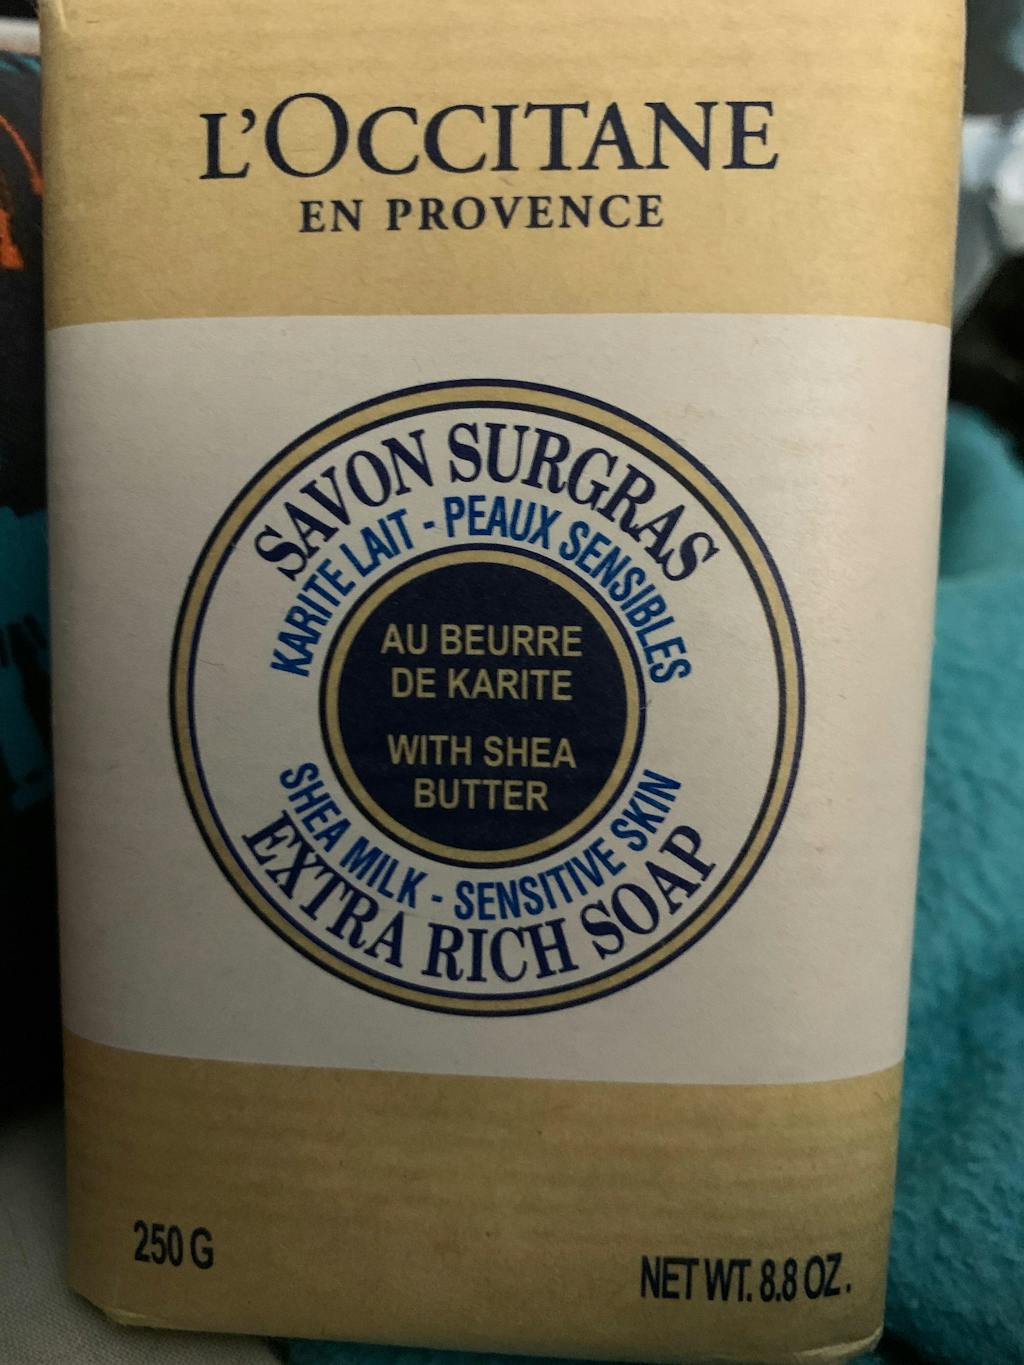 L'OCCITANE
EN PROVENCE
SAVON SURGRAS
KARITE LAIT - PEAUX SENSIBLES
AU BEURRE
DE KARITE
WITH SHEA
BUTTER
SHEA MILK - SENSITIVE SKIN
EXTRA RICH SOAP
250 G
NET WT. 8.8 OZ.